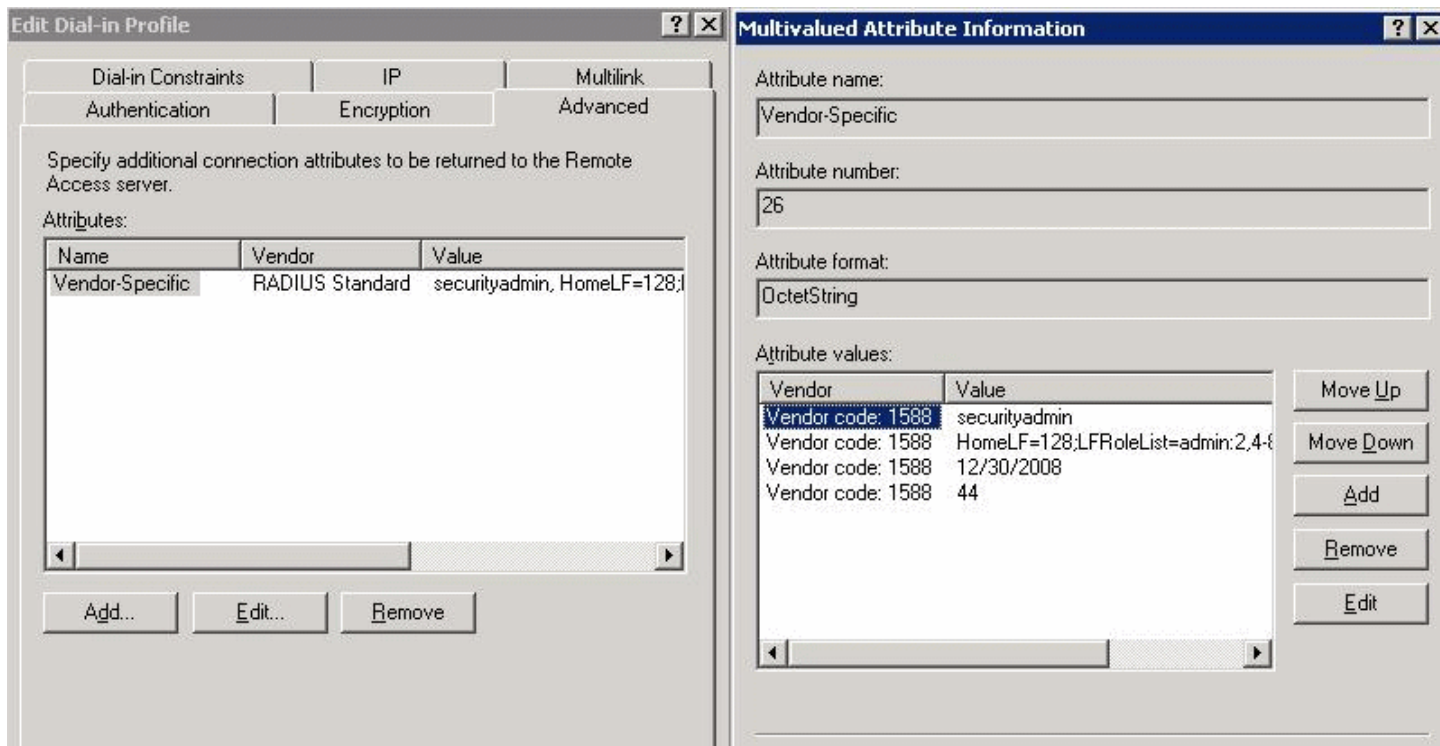 Edit Dial-in Profile
Dial-in Constraints IP Multilink
Authentication Encryption Advanced
Specify additional connection attributes to be returned to the Remote
Access server.
Attributes:
Name Vendor Value
Vendor-Specific RADIUS Standard securityadmin, HomeLF=128;
Add... Edit... Remove
Multivalued Attribute Information
Attribute name:
Vendor-Specific
Attribute number:
26
Attribute format:
OctetString
Attribute values:
Vendor Value
Vendor code: 1588 securityadmin
Vendor code: 1588 HomeLF=128;LFRoleList=admin:2,4-
Vendor code: 1588 12/30/2008
Vendor code: 1588 44
Move Up
Move Down
Add
Remove
Edit